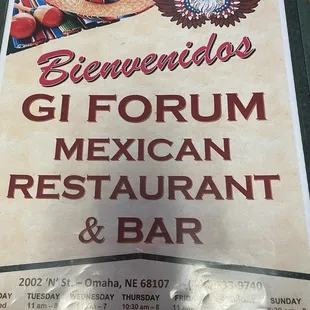 Bienvenidos
GI FORUM
MEXICAN
RESTAURANT
& BAR
2002 'N' St. – Omaha, NE 68107 –
TUESDAY WEDNESDAY THURSDAY SUNDAY